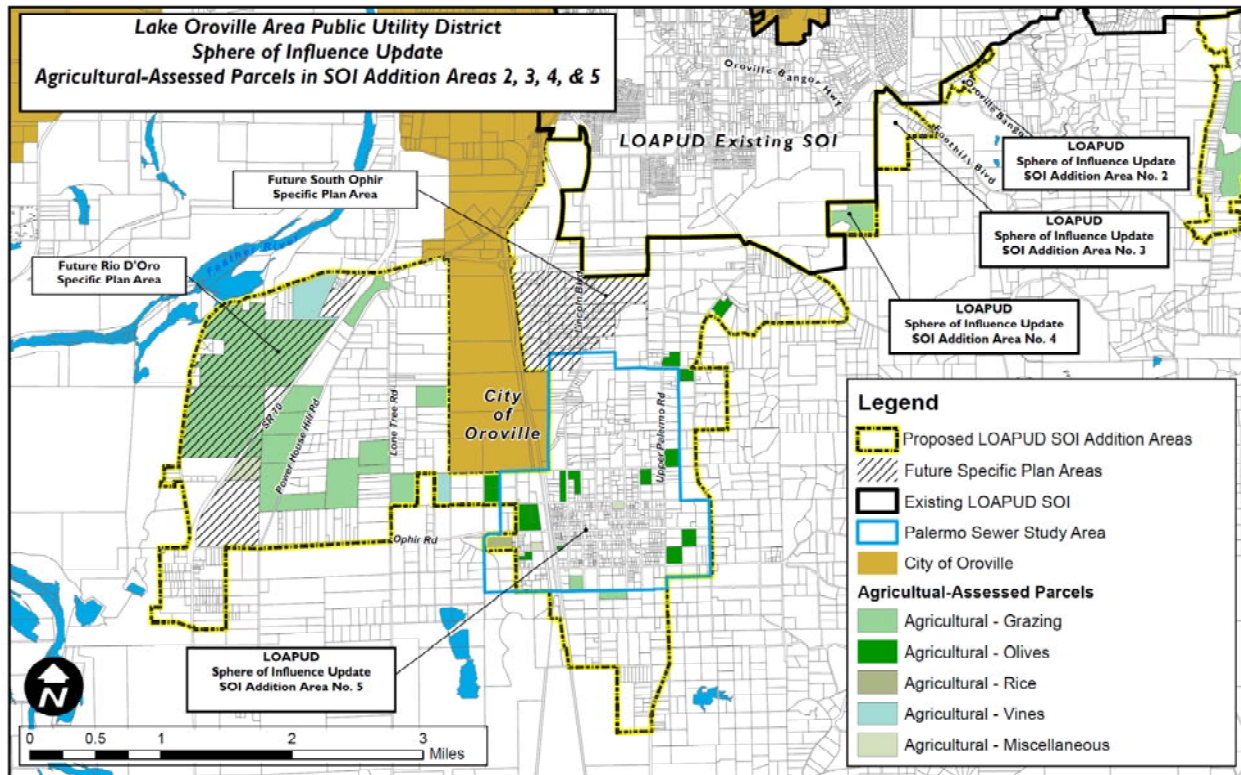 Lake Oroville Area Public Utility District
Sphere of Influence Update
Agricultural-Assessed Parcels in SOI Addition Areas 2, 3, 4, & 5
Oroville Bangor Hwy
LOAPUD Existing SOI
Oroville Bangor
Foothill Blvd
LOAPUD
Sphere of Influence Update
SOI Addition Area No. 2
LOAPUD
Sphere of Influence Update
SOI Addition Area No. 3
LOAPUD
Sphere of Influence Update
SOI Addition Area No. 4
Future South Ophir
Specific Plan Area
Feather River
Future Rio D'Oro
Specific Plan Area
Lincoln Blvd
City
of
Oroville
SR 70
Power House Hill Rd
Lone Tree Rd
Upper Palermo Rd
Ophir Rd
LOAPUD
Sphere of Influence Update
SOI Addition Area No. 5
N
0 0.5 1 2 3
Miles
Legend
Proposed LOAPUD SOI Addition Areas
Future Specific Plan Areas
Existing LOAPUD SOI
Palermo Sewer Study Area
City of Oroville
Agricultual-Assessed Parcels
Agricultural - Grazing
Agricultural - Olives
Agricultural - Rice
Agricultural - Vines
Agricultural - Miscellaneous